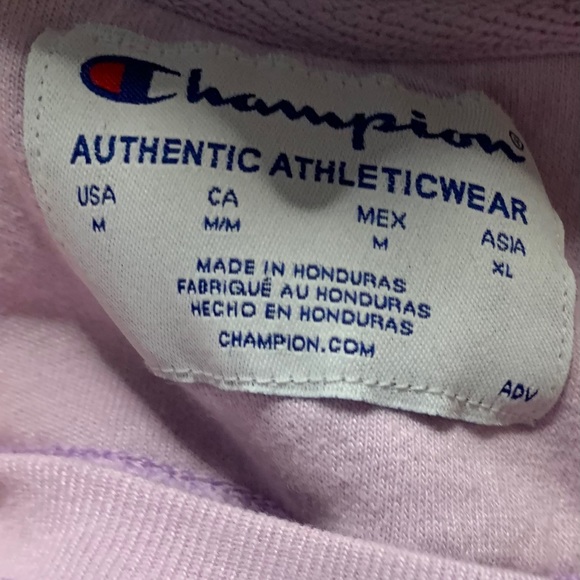 Champion®
AUTHENTIC ATHLETICWEAR
USA CA MEX ASIA
M M/M M XL
MADE IN HONDURAS
FABRIQUÉ AU HONDURAS
HECHO EN HONDURAS
CHAMPION.COM
ADV